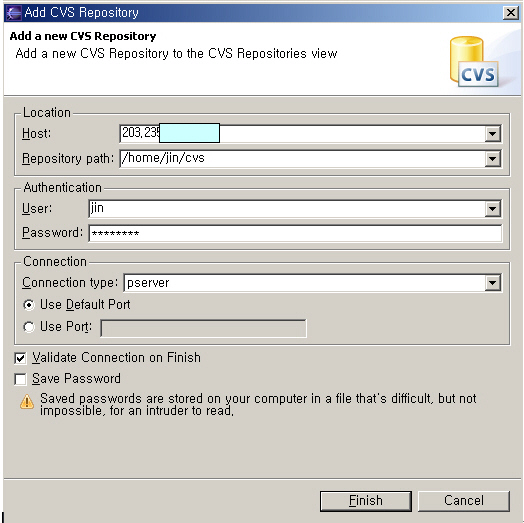 Add CVS Repository
Add a new CVS Repository
Add a new CVS Repository to the CVS Repositories view
CVS
Location
Host: 203,235
Repository path: /home/jin/cvs
Authentication
User: jin
Password: ********
Connection
Connection type: pserver
Use Default Port
Use Port:
Validate Connection on Finish
Save Password
Saved passwords are stored on your computer in a file that's difficult, but not
impossible, for an intruder to read,
Finish Cancel